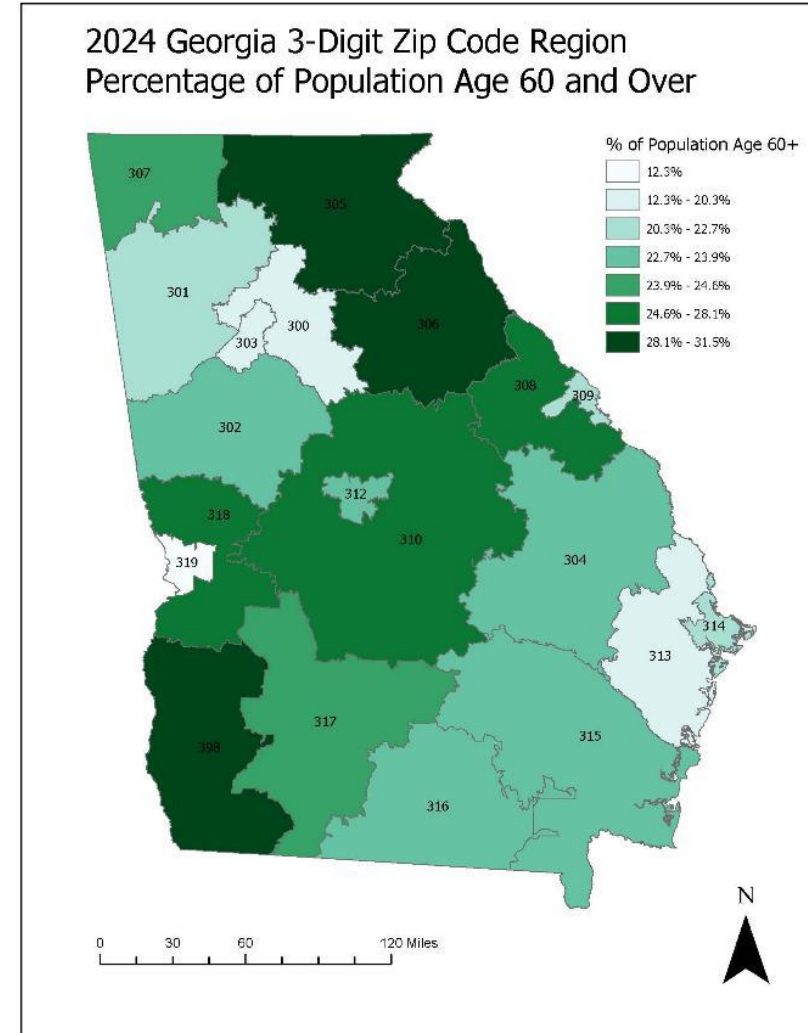 2024 Georgia 3-Digit Zip Code Region
Percentage of Population Age 60 and Over
% of Population Age 60+
12.3%
12.3% - 20.3%
20.3% - 22.7%
22.7% - 23.9%
23.9% - 24.6%
24.6% - 28.1%
28.1% - 31.5%
307
305
301
300
306
303
308
309
302
312
318
310
319
304
314
313
317
398
315
316
N
0 30 60 120 Miles